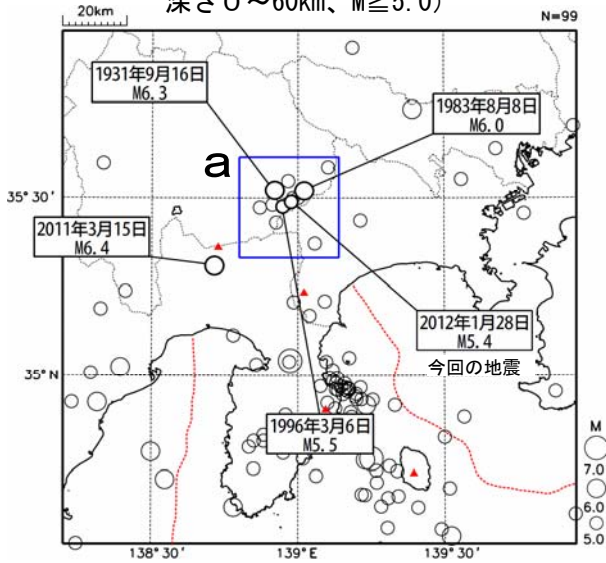 深さ0～60km、M≧5.0)
20km
N=99
1931年9月16日
M6.3
1983年8月8日
M6.0
a
35°30′
2011年3月15日
M6.4
2012年1月28日
M5.4
今回の地震
35°N
1996年3月6日
M5.5
M
7.0
6.0
5.0
138°30′
139°E
139°30′